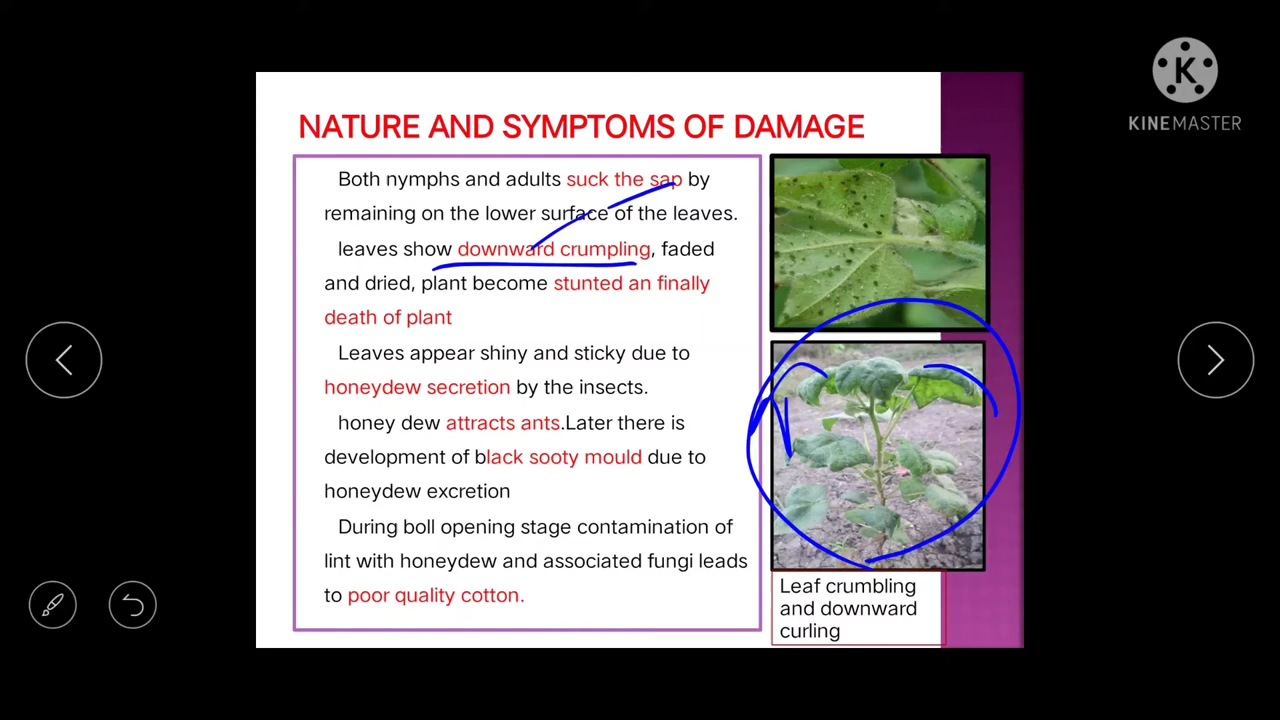 K
KINEMASTER
NATURE AND SYMPTOMS OF DAMAGE
Both nymphs and adults suck the sap by
remaining on the lower surface of the leaves.
leaves show downward crumpling, faded
and dried, plant become stunted an finally
death of plant
Leaves appear shiny and sticky due to
honeydew secretion by the insects.
honey dew attracts ants.Later there is
development of black sooty mould due to
honeydew excretion
During boll opening stage contamination of
lint with honeydew and associated fungi leads
to poor quality cotton.
Leaf crumbling
and downward
curling